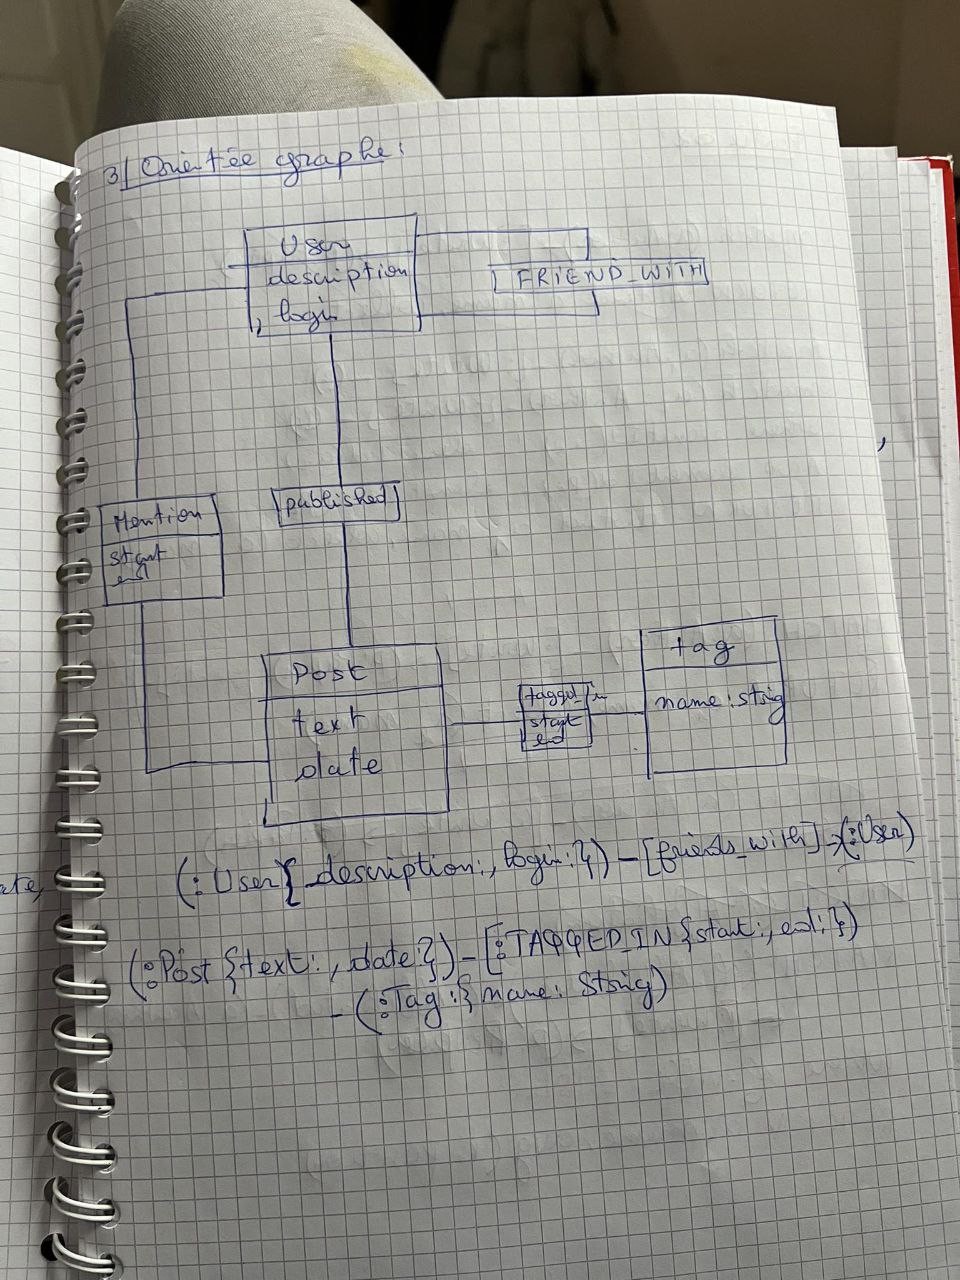 3/ Orientée graphe :
User
description
login
FRIEND_WITH
Mention
start
end
published
Post
text
date
tagged_in
start
end
tag
name : string
(:User{ description:, login:}) - [friends_with] -> (:User)
(:Post {text: , date:}) - [:TAGGED_IN {start:, end:})
- (:Tag :{ name: String)
ate,